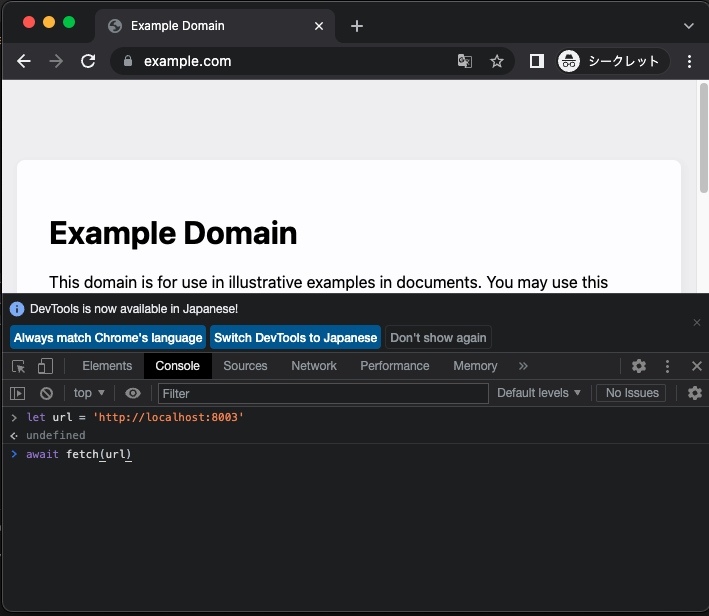 Example Domain
example.com
シークレット
Example Domain
This domain is for use in illustrative examples in documents. You may use this
DevTools is now available in Japanese!
Always match Chrome's language
Switch DevTools to Japanese
Don't show again
Elements
Console
Sources
Network
Performance
Memory
top
Filter
Default levels
No Issues
let url = 'http://localhost:8003'
undefined
await fetch(url)